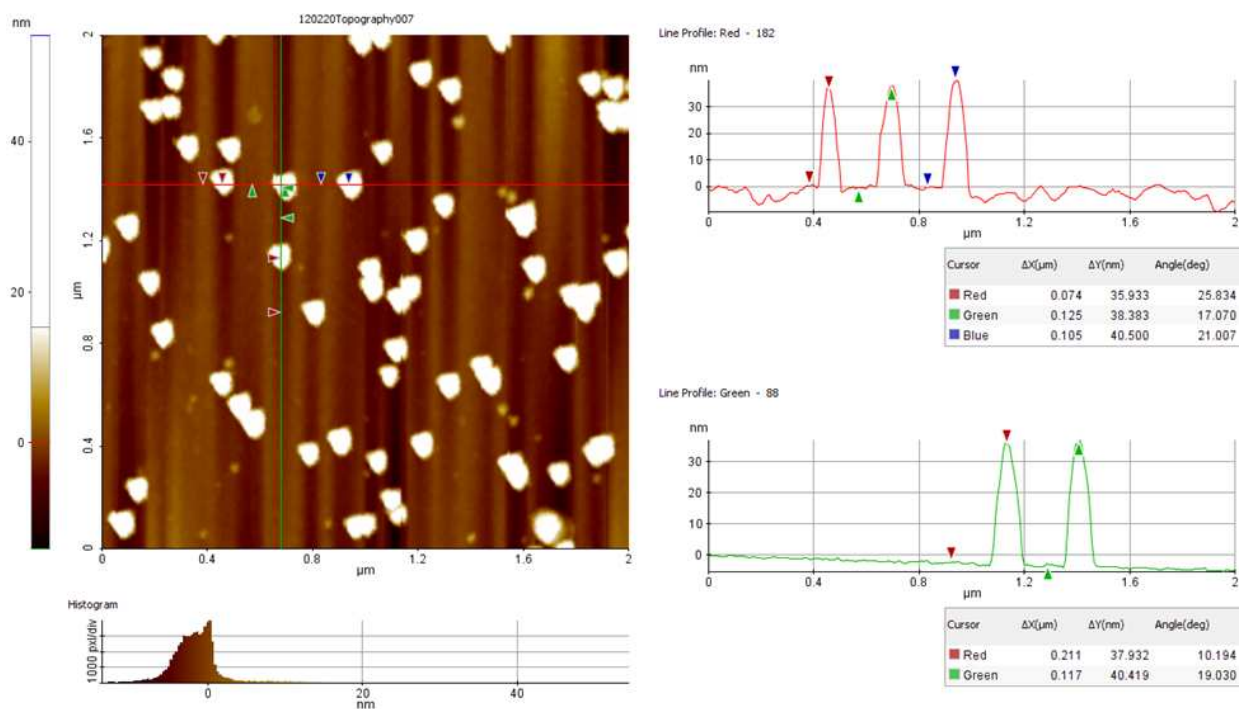 120220Topography007
nm
40
20
0
2
1.6
1.2
µm
0.8
0.4
0
0 0.4 0.8 1.2 1.6 2
µm
Histogram
1000 pxl/div
0 20 40
nm
Line Profile: Red - 182
nm
30
20
10
0
0 0.4 0.8 1.2 1.6 2
µm
Cursor ΔX(µm) ΔY(nm) Angle(deg)
Red 0.074 35.933 25.834
Green 0.125 38.383 17.070
Blue 0.105 40.500 21.007
Line Profile: Green - 88
nm
30
20
10
0
0 0.4 0.8 1.2 1.6 2
µm
Cursor ΔX(µm) ΔY(nm) Angle(deg)
Red 0.211 37.932 10.194
Green 0.117 40.419 19.030